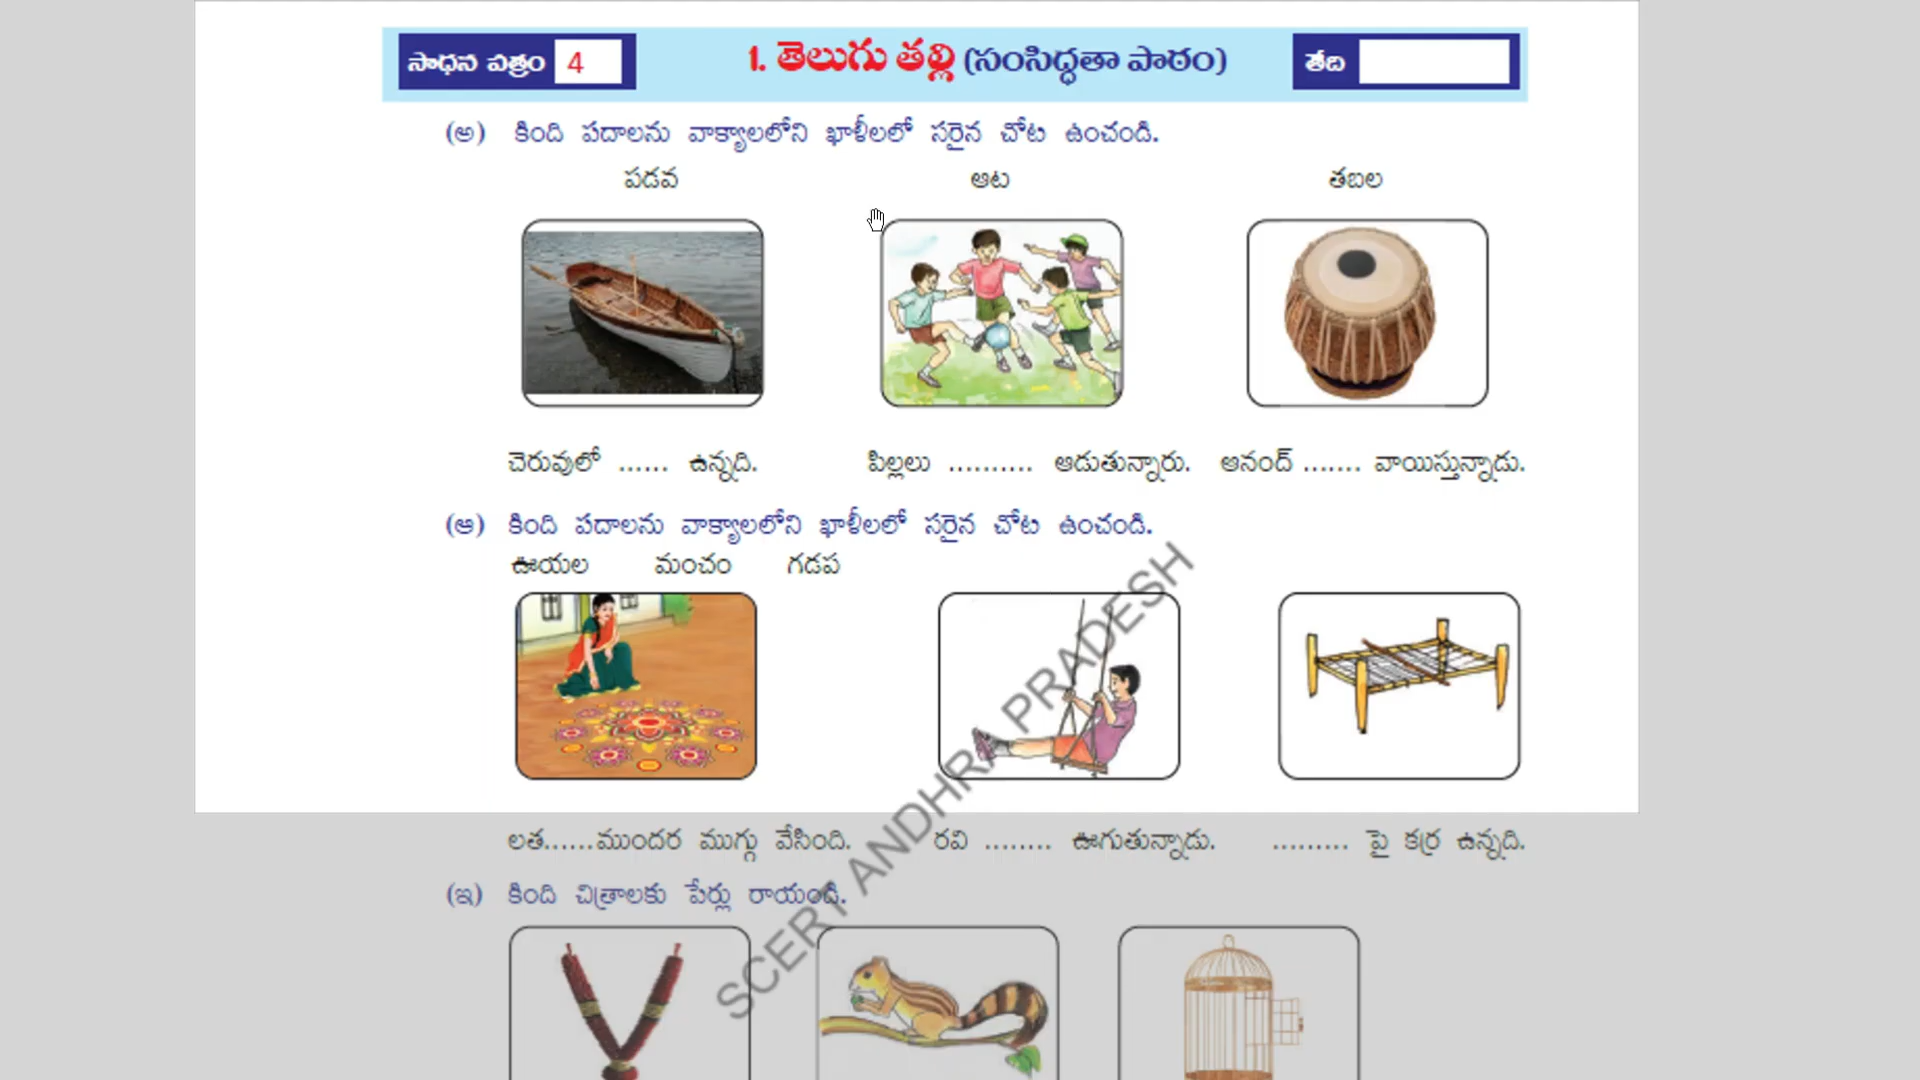 సాధన పత్రం 4 1. తెలుగు తల్లి (సంసిద్ధతా పాఠం) తేది
(అ) కింది పదాలను వాక్యాలలోని ఖాళీలలో సరైన చోట ఉంచండి.
పడవ ఆట తబల
చెరువులో ...... ఉన్నది. పిల్లలు .......... ఆడుతున్నారు. ఆనంద్ ....... వాయిస్తున్నాడు.
(ఆ) కింది పదాలను వాక్యాలలోని ఖాళీలలో సరైన చోట ఉంచండి.
ఊయల మంచం గడప
లత......ముందర ముగ్గు వేసింది. రవి ........ ఊగుతున్నాడు. ......... పై కర్ర ఉన్నది.
(ఇ) కింది చిత్రాలకు పేర్లు రాయండి.
SCERT ANDHRA PRADESH